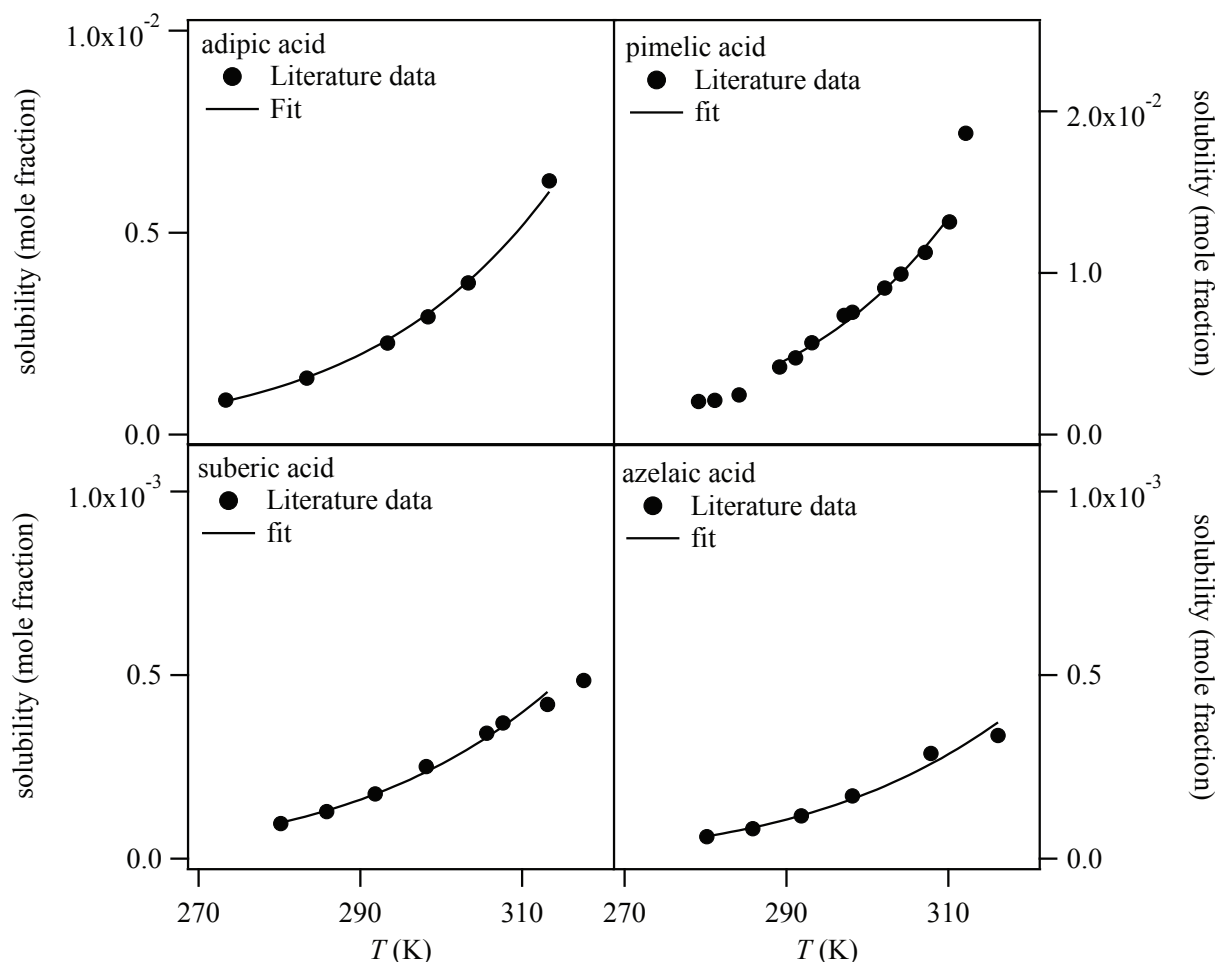 1.0x10-2
adipic acid
Literature data
Fit
0.5
0.0
solubility (mole fraction)
pimelic acid
Literature data
fit
2.0x10-2
1.0
0.0
solubility (mole fraction)
suberic acid
1.0x10-3
Literature data
fit
0.5
0.0
solubility (mole fraction)
270
290
310
T (K)
azelaic acid
1.0x10-3
Literature data
fit
0.5
0.0
solubility (mole fraction)
270
290
310
T (K)